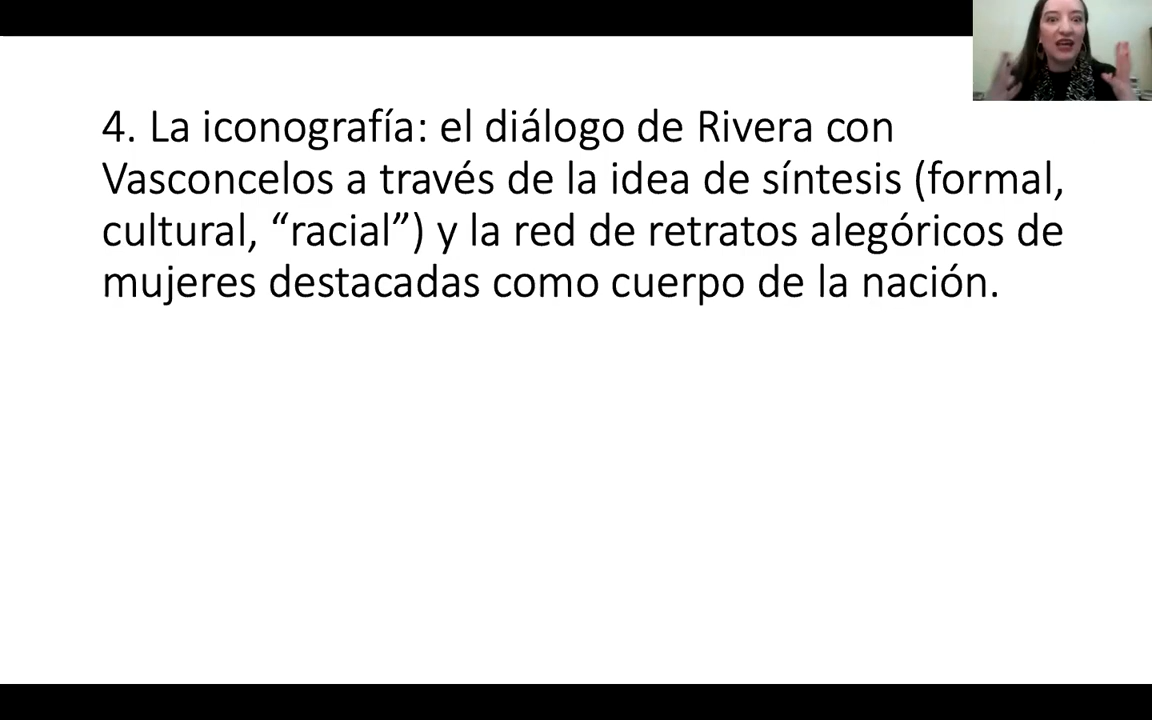 4. La iconografía: el diálogo de Rivera con
Vasconcelos a través de la idea de síntesis (formal,
cultural, “racial”) y la red de retratos alegóricos de
mujeres destacadas como cuerpo de la nación.